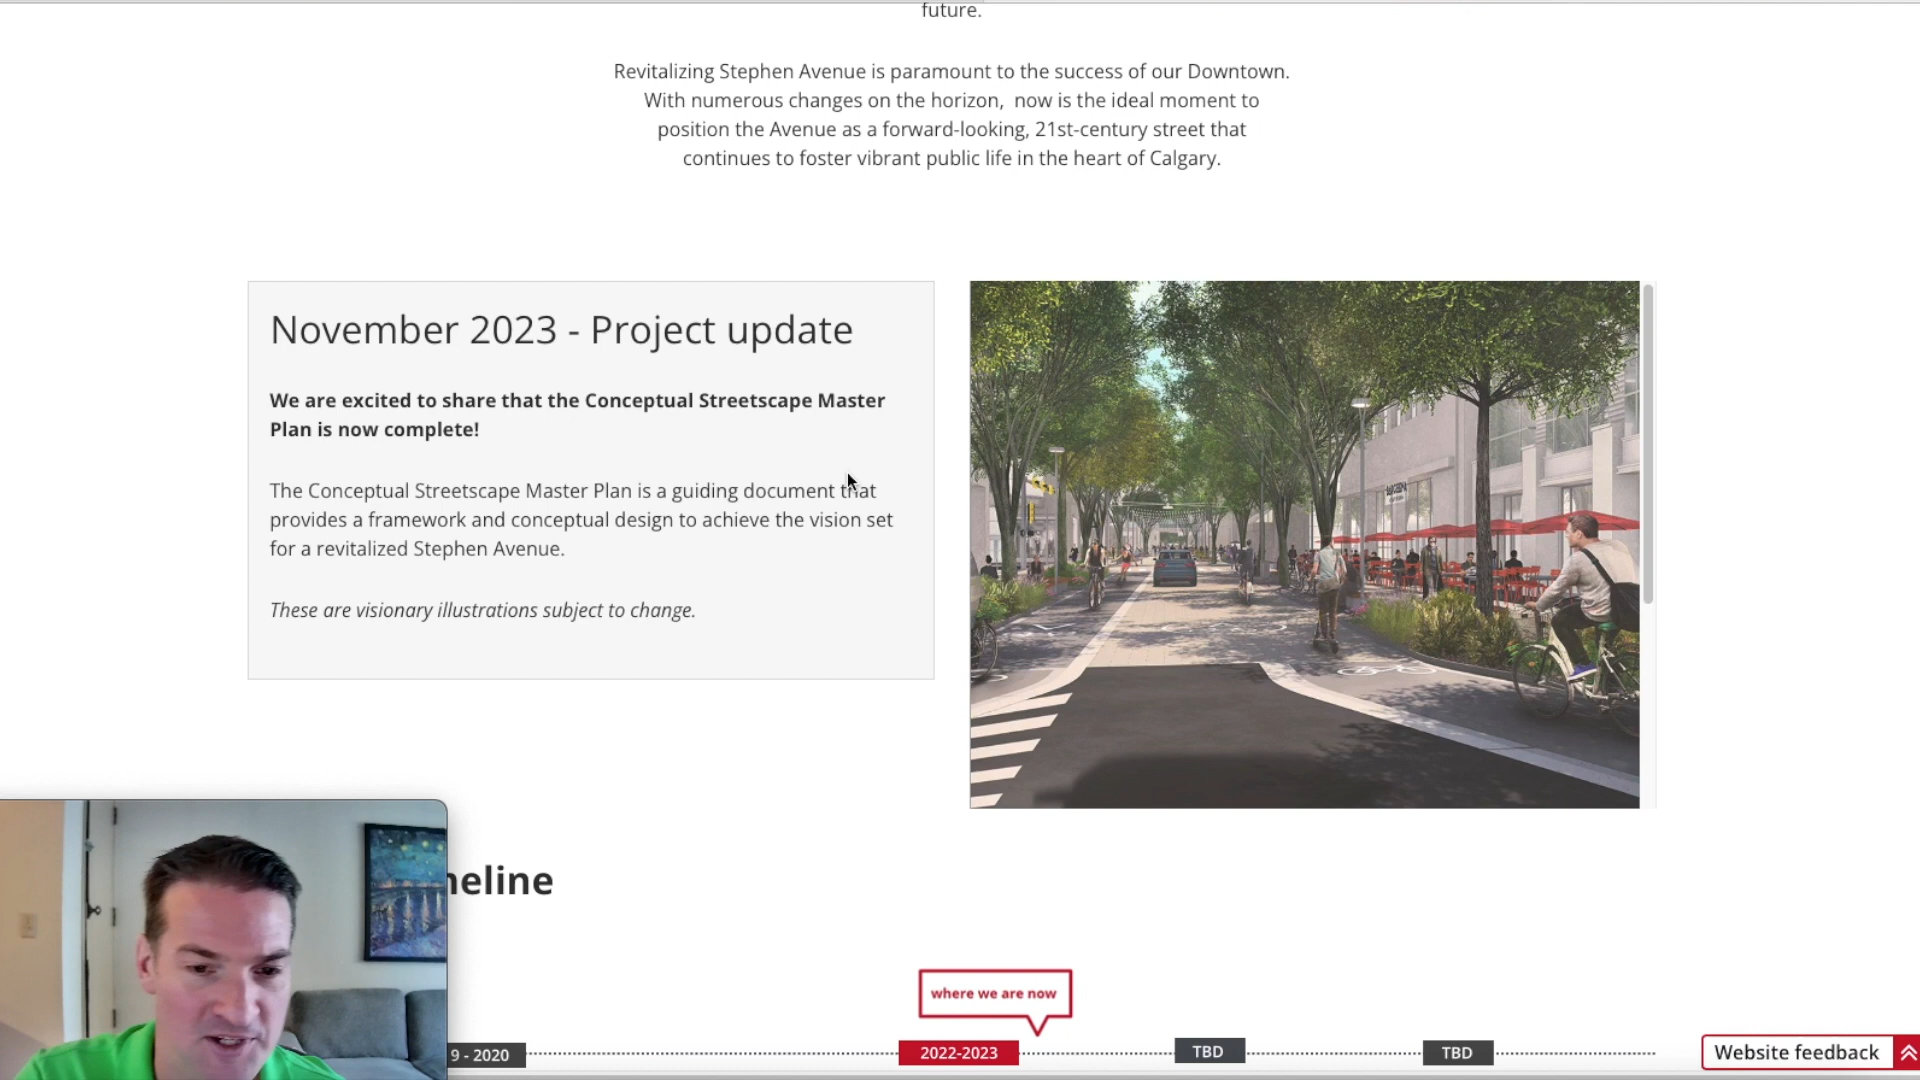 future.
Revitalizing Stephen Avenue is paramount to the success of our Downtown.
With numerous changes on the horizon,  now is the ideal moment to
position the Avenue as a forward-looking, 21st-century street that
continues to foster vibrant public life in the heart of Calgary.
November 2023 - Project update
We are excited to share that the Conceptual Streetscape Master
Plan is now complete!
The Conceptual Streetscape Master Plan is a guiding document that
provides a framework and conceptual design to achieve the vision set
for a revitalized Stephen Avenue.
These are visionary illustrations subject to change.
neline
where we are now
9 - 2020
2022-2023
TBD
TBD
Website feedback